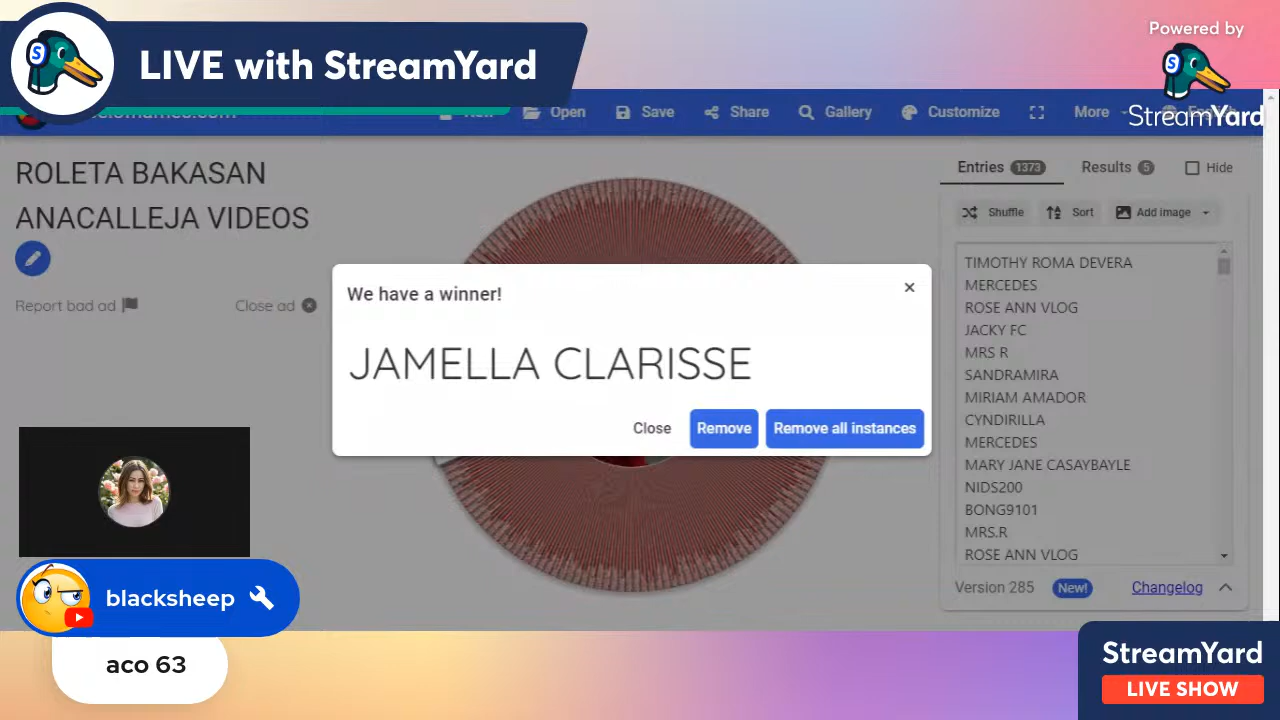 LIVE with StreamYard
Powered by
StreamYard
Open
Save
Share
Gallery
Customize
More
ROLETA BAKASAN
ANACALLEJA VIDEOS
Report bad ad
Close ad
Entries 1373
Results 5
Hide
Shuffle
Sort
Add image
TIMOTHY ROMA DEVERA
MERCEDES
ROSE ANN VLOG
JACKY FC
MRS R
SANDRAMIRA
MIRIAM AMADOR
CYNDIRILLA
MERCEDES
MARY JANE CASAYBAYLE
NIDS200
BONG9101
MRS.R
ROSE ANN VLOG
Version 285
New!
Changelog
We have a winner!
JAMELLA CLARISSE
Close
Remove
Remove all instances
S
blacksheep
aco 63
StreamYard
LIVE SHOW